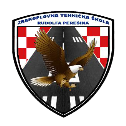 ZRAKOPLOVNA TEHNIČKA ŠKOLA
RUDOLFA PEREŠINA